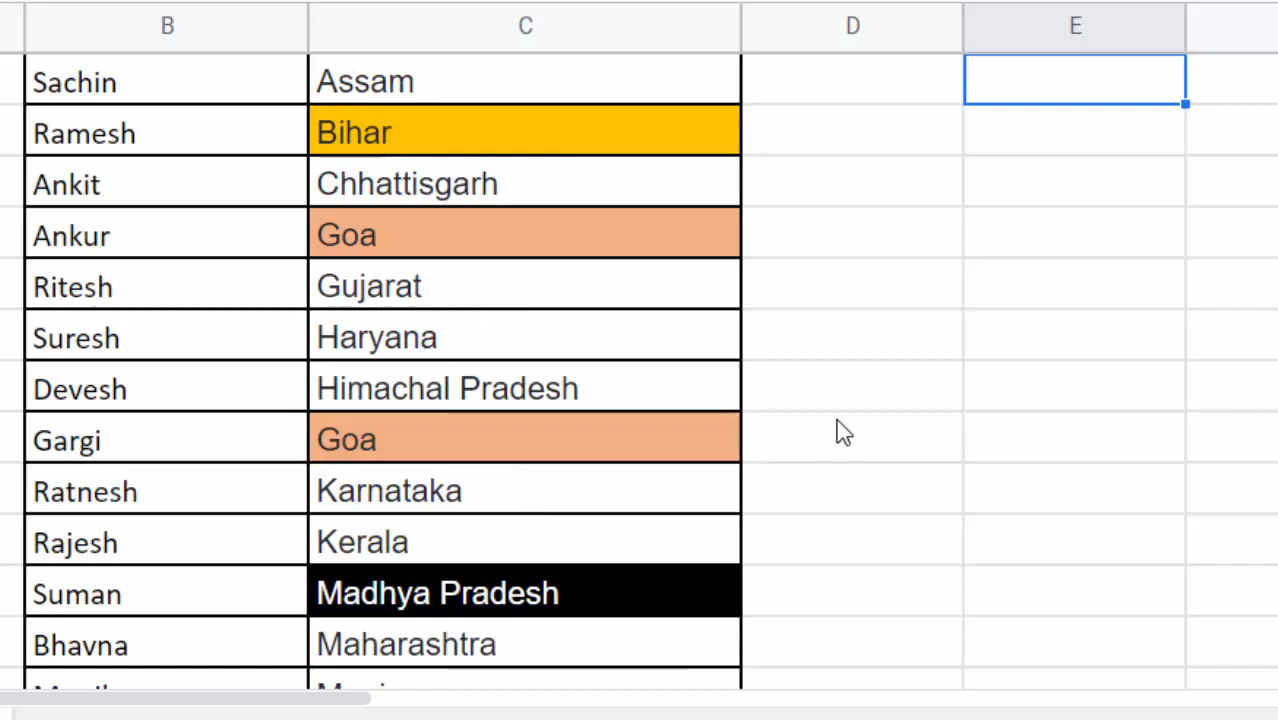 B C D E
Sachin Assam
Ramesh Bihar
Ankit Chhattisgarh
Ankur Goa
Ritesh Gujarat
Suresh Haryana
Devesh Himachal Pradesh
Gargi Goa
Ratnesh Karnataka
Rajesh Kerala
Suman Madhya Pradesh
Bhavna Maharashtra